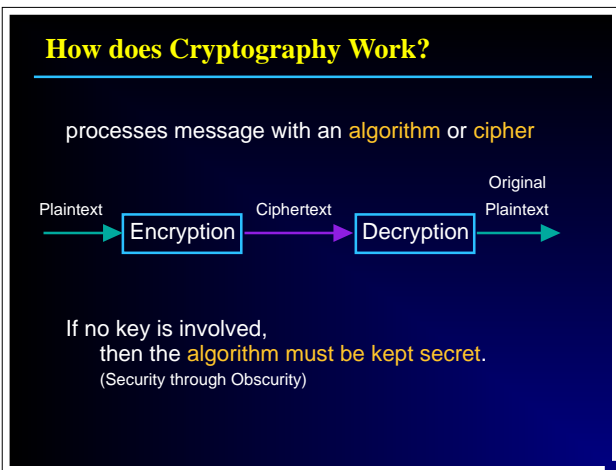 How does Cryptography Work?
processes message with an algorithm or cipher
Original
Plaintext Ciphertext Plaintext
Encryption Decryption
If no key is involved,
then the algorithm must be kept secret.
(Security through Obscurity)